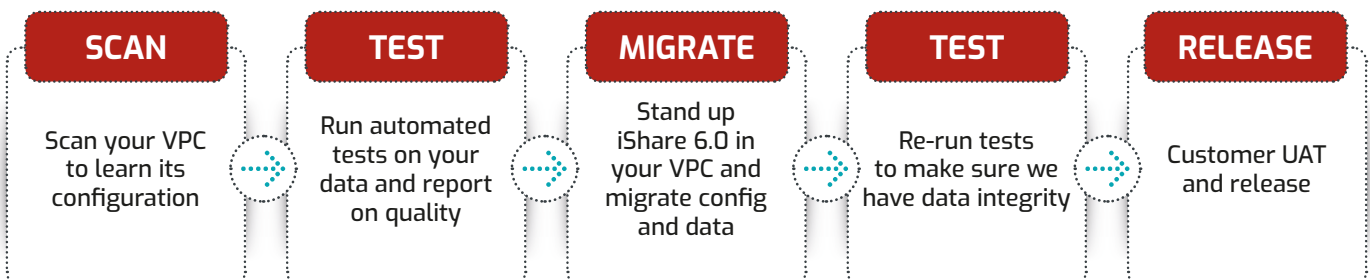 SCAN
Scan your VPC
to learn its
configuration
TEST
Run automated
tests on your
data and report
on quality
MIGRATE
Stand up
iShare 6.0 in
your VPC and
migrate config
and data
TEST
Re-run tests
to make sure we
have data integrity
RELEASE
Customer UAT
and release